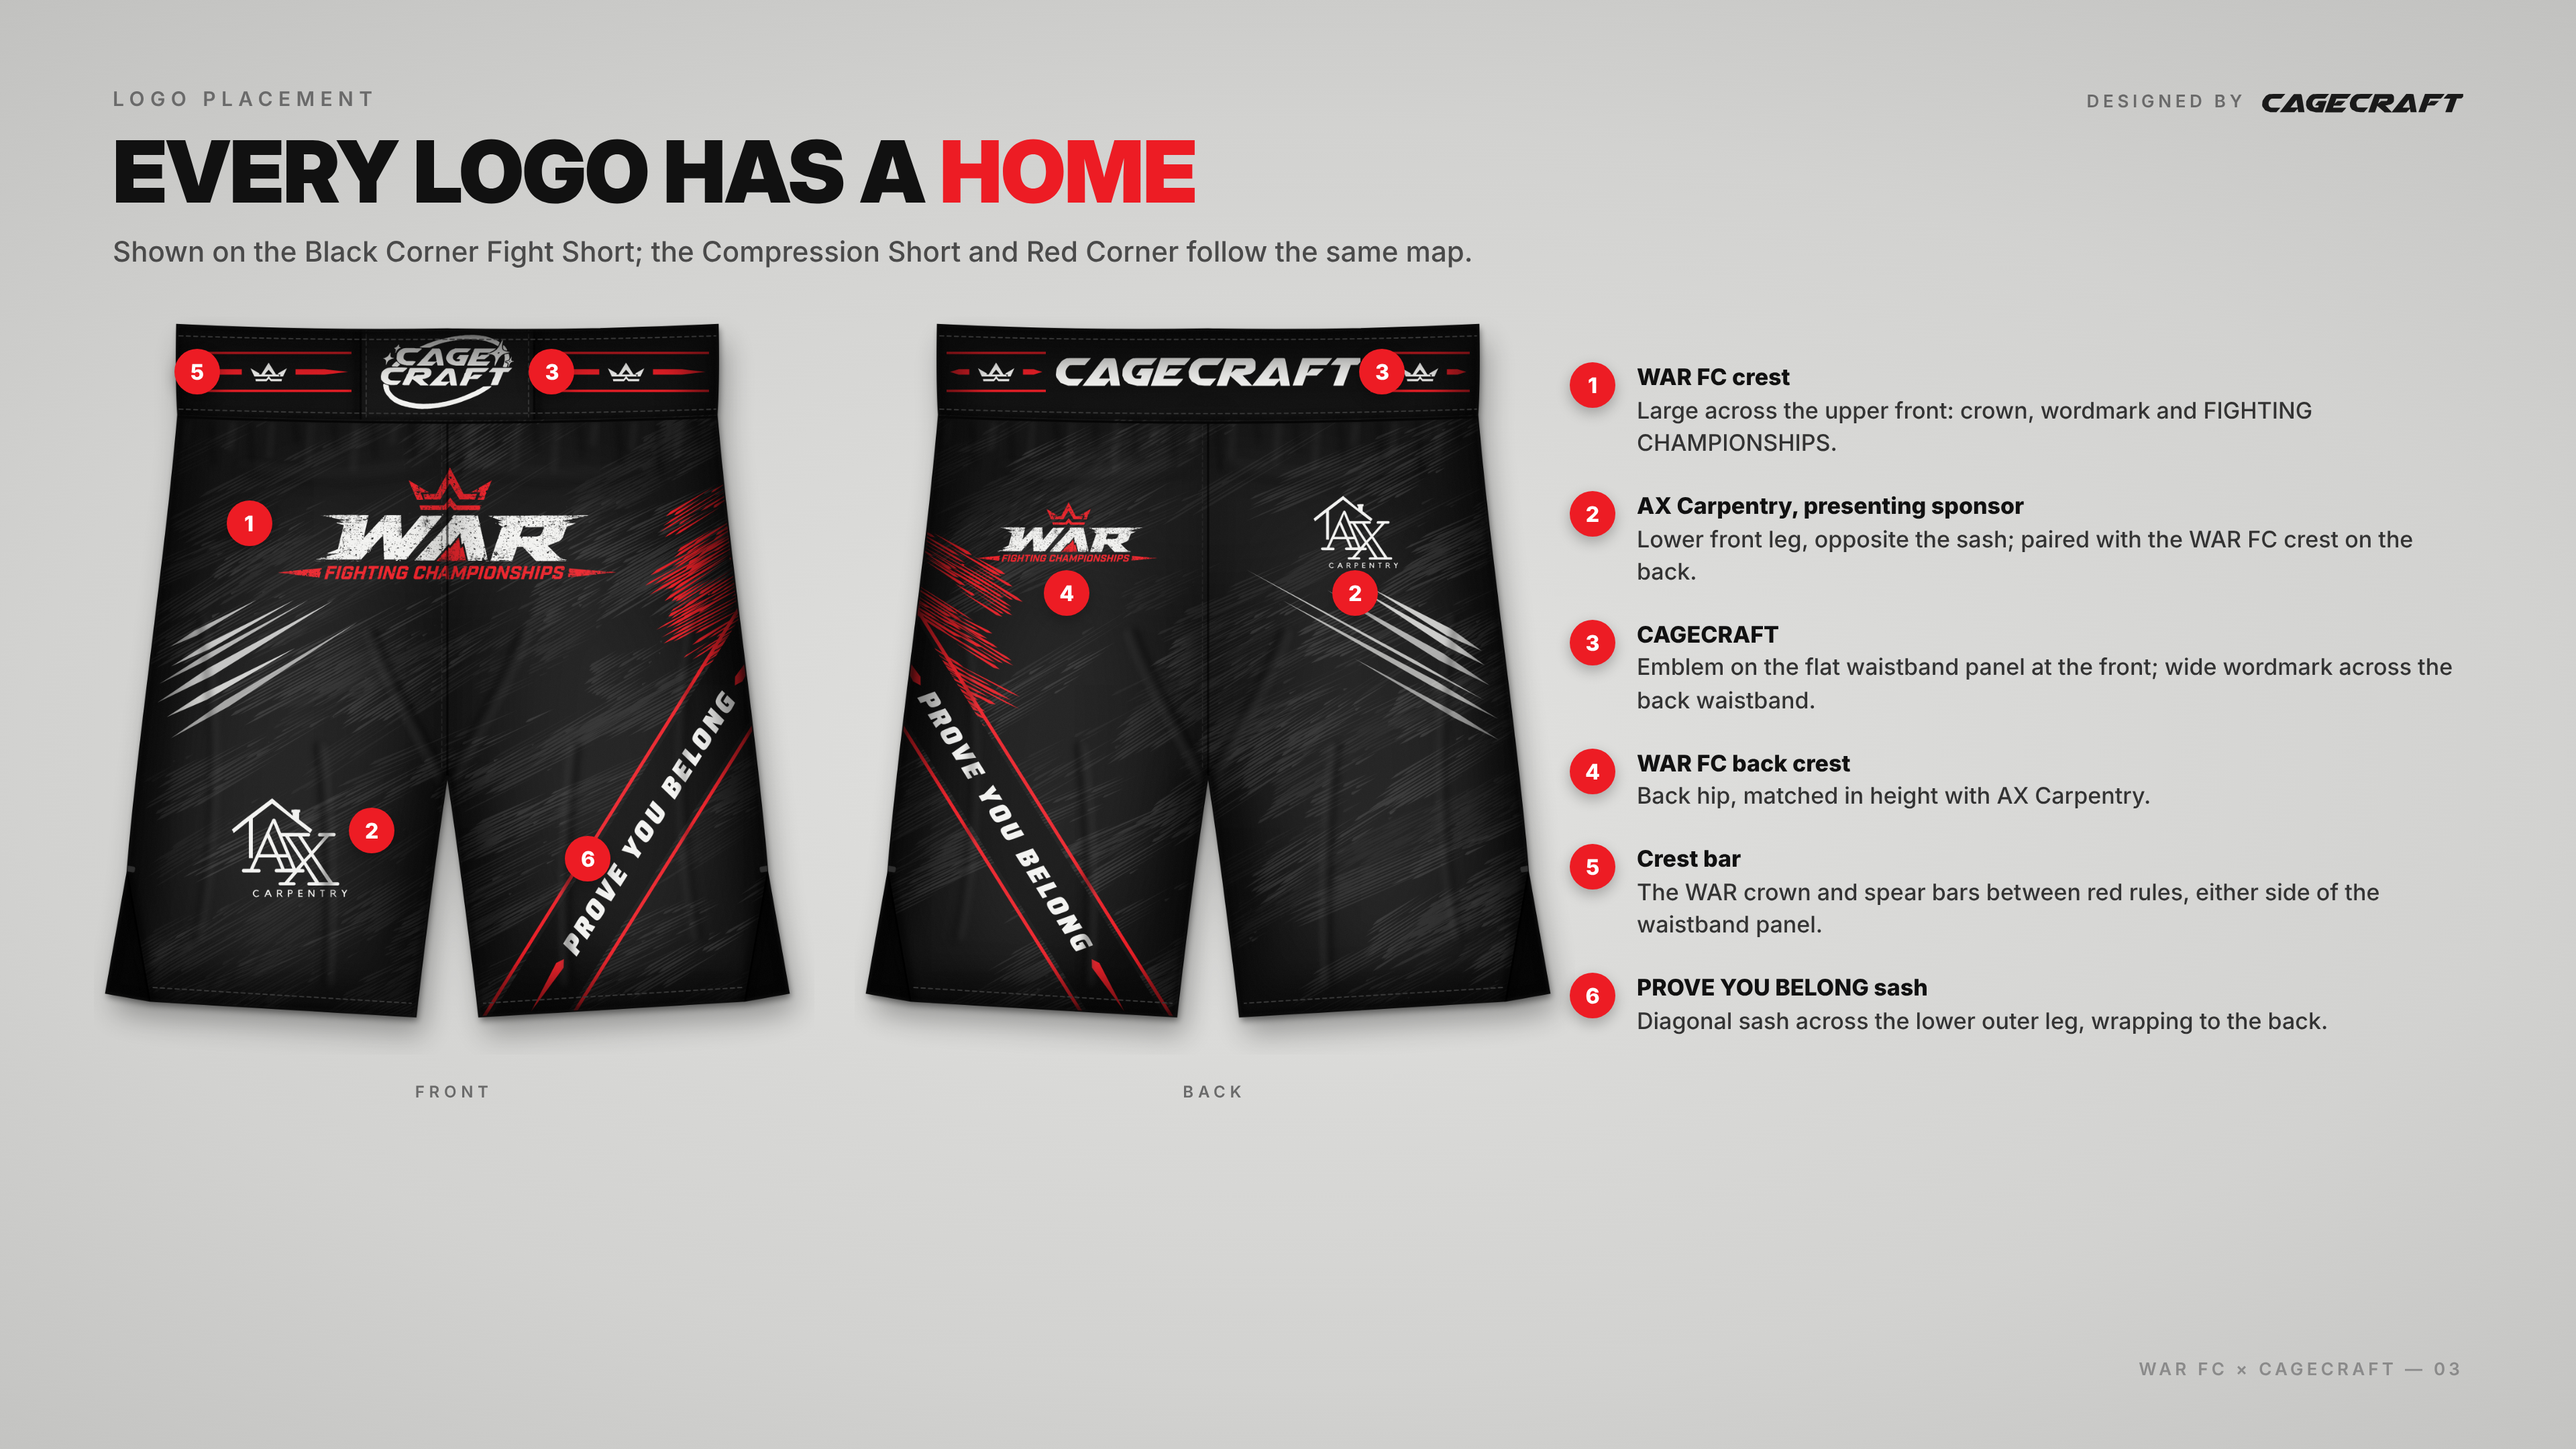 LOGO PLACEMENT
DESIGNED BY CAGECRAFT
EVERY LOGO HAS A HOME
Shown on the Black Corner Fight Short; the Compression Short and Red Corner follow the same map.
5
CAGE
CRAFT
3
CAGECRAFT
3
1
WAR
FIGHTING CHAMPIONSHIPS
WAR
FIGHTING CHAMPIONSHIPS
4
AX
CARPENTRY
2
AX
CARPENTRY
2
6
PROVE YOU BELONG
PROVE YOU BELONG
FRONT
BACK
1
WAR FC crest
Large across the upper front: crown, wordmark and FIGHTING
CHAMPIONSHIPS.
2
AX Carpentry, presenting sponsor
Lower front leg, opposite the sash; paired with the WAR FC crest on the
back.
3
CAGECRAFT
Emblem on the flat waistband panel at the front; wide wordmark across the
back waistband.
4
WAR FC back crest
Back hip, matched in height with AX Carpentry.
5
Crest bar
The WAR crown and spear bars between red rules, either side of the
waistband panel.
6
PROVE YOU BELONG sash
Diagonal sash across the lower outer leg, wrapping to the back.
WAR FC × CAGECRAFT — 03